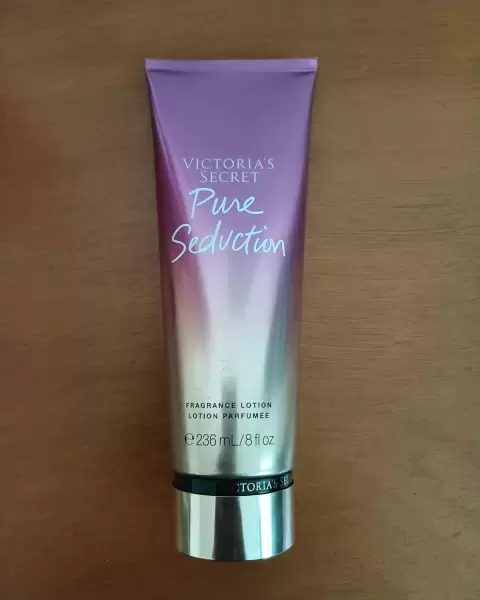 VICTORIA'S
SECRET
Pure
Seduction
FRAGRANCE LOTION
LOTION PARFUMÉE
℮236 mL/8 fl oz